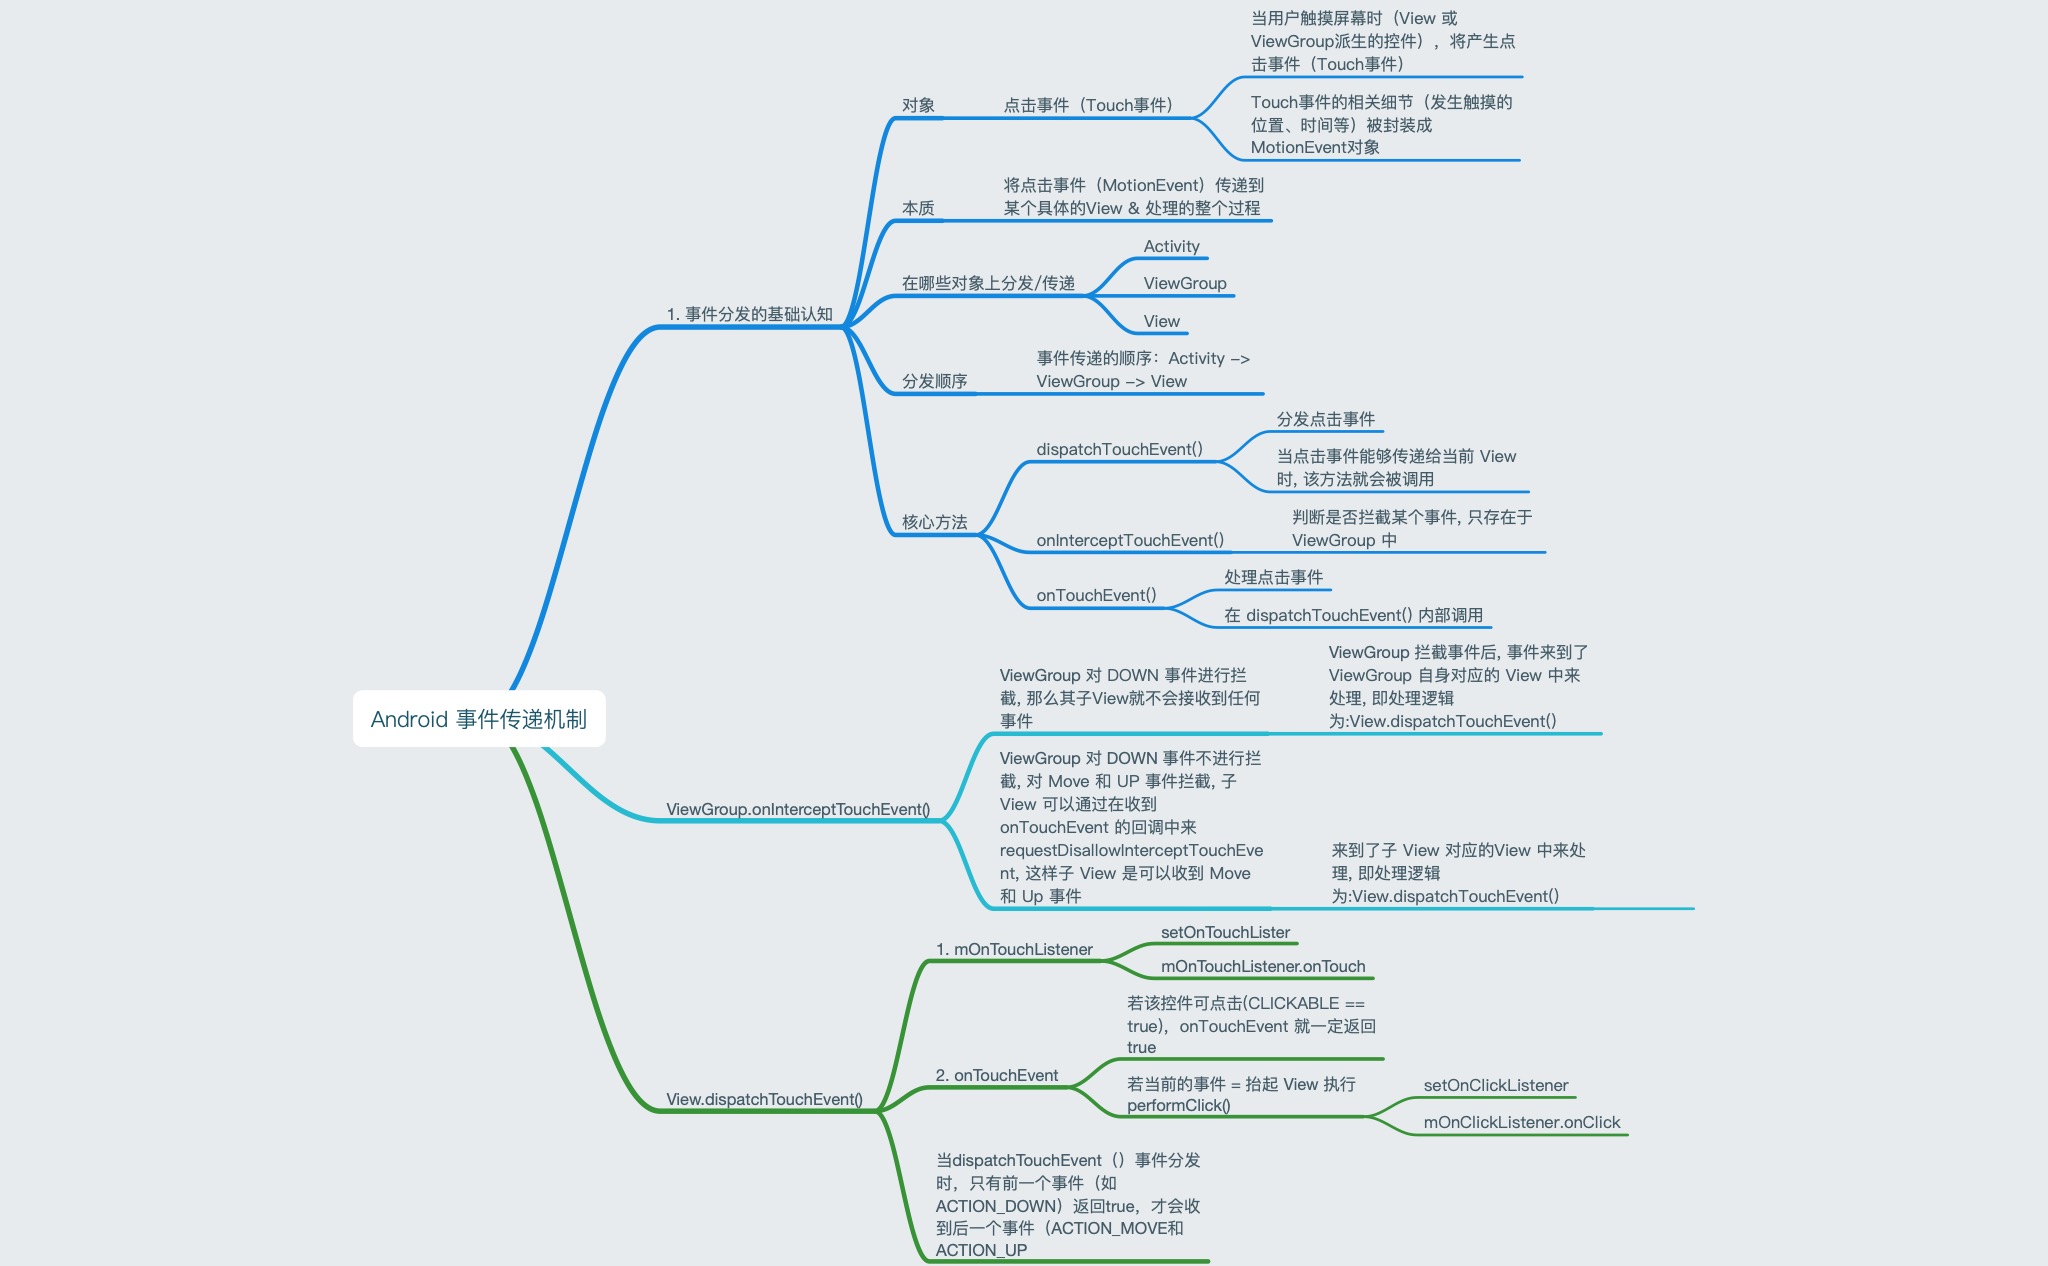 Android 事件传递机制
1. 事件分发的基础认知
对象
点击事件（Touch事件）
当用户触摸屏幕时（View 或
ViewGroup派生的控件），将产生点
击事件（Touch事件）
Touch事件的相关细节（发生触摸的
位置、时间等）被封装成
MotionEvent对象
本质
将点击事件（MotionEvent）传递到
某个具体的View & 处理的整个过程
在哪些对象上分发/传递
Activity
ViewGroup
View
分发顺序
事件传递的顺序：Activity ->
ViewGroup -> View
核心方法
dispatchTouchEvent()
分发点击事件
当点击事件能够传递给当前 View
时, 该方法就会被调用
onInterceptTouchEvent()
判断是否拦截某个事件, 只存在于
ViewGroup 中
onTouchEvent()
处理点击事件
在 dispatchTouchEvent() 内部调用
ViewGroup.onInterceptTouchEvent()
ViewGroup 对 DOWN 事件进行拦
截, 那么其子View就不会接收到任何
事件
ViewGroup 拦截事件后, 事件来到了
ViewGroup 自身对应的 View 中来
处理, 即处理逻辑
为:View.dispatchTouchEvent()
ViewGroup 对 DOWN 事件不进行拦
截, 对 Move 和 UP 事件拦截, 子
View 可以通过在收到
onTouchEvent 的回调中来
requestDisallowInterceptTouchEve
nt, 这样子 View 是可以收到 Move
和 Up 事件
来到了子 View 对应的View 中来处
理, 即处理逻辑
为:View.dispatchTouchEvent()
View.dispatchTouchEvent()
1. mOnTouchListener
setOnTouchLister
mOnTouchListener.onTouch
2. onTouchEvent
若该控件可点击(CLICKABLE ==
true)，onTouchEvent 就一定返回
true
若当前的事件 = 抬起 View 执行
performClick()
setOnClickListener
mOnClickListener.onClick
当dispatchTouchEvent（）事件分发
时，只有前一个事件（如
ACTION_DOWN）返回true，才会收
到后一个事件（ACTION_MOVE和
ACTION_UP